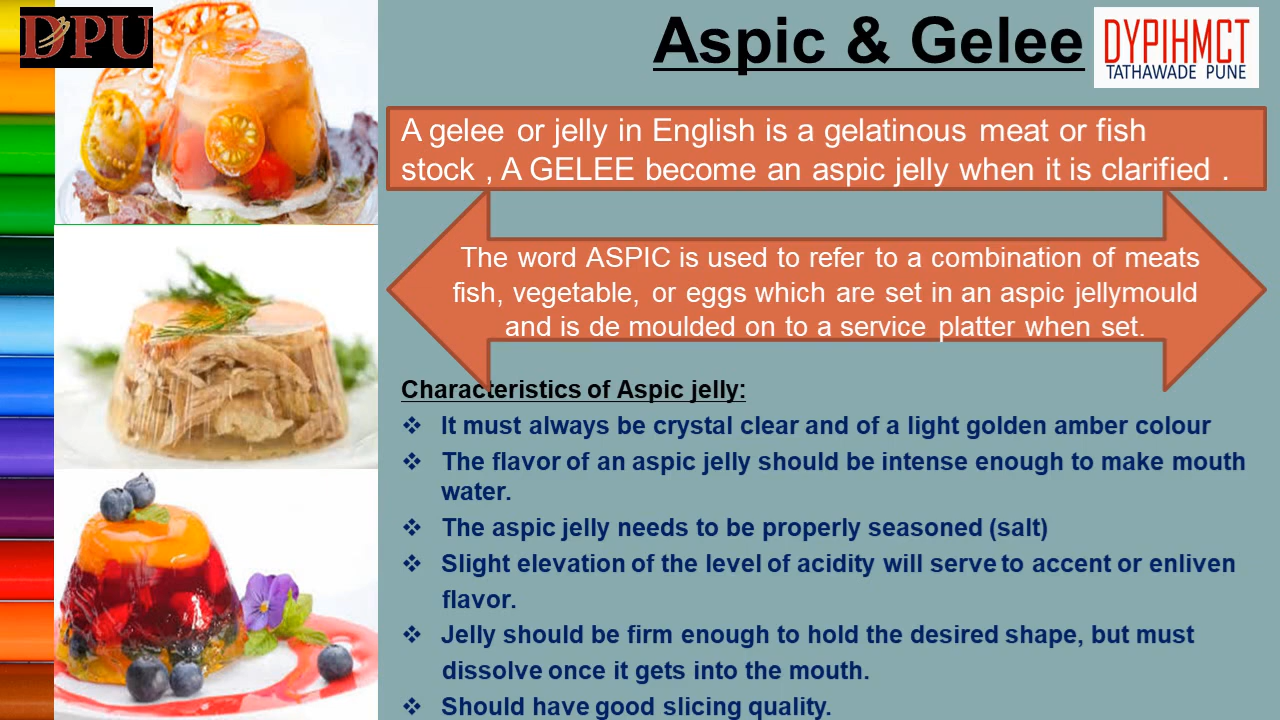 DPU
Aspic & Gelee
DYPIHMCT
TATHAWADE PUNE
A gelee or jelly in English is a gelatinous meat or fish
stock , A GELEE become an aspic jelly when it is clarified .
The word ASPIC is used to refer to a combination of meats
fish, vegetable, or eggs which are set in an aspic jellymould
and is de moulded on to a service platter when set.
Characteristics of Aspic jelly:
❖ It must always be crystal clear and of a light golden amber colour
❖ The flavor of an aspic jelly should be intense enough to make mouth
water.
❖ The aspic jelly needs to be properly seasoned (salt)
❖ Slight elevation of the level of acidity will serve to accent or enliven
flavor.
❖ Jelly should be firm enough to hold the desired shape, but must
dissolve once it gets into the mouth.
❖ Should have good slicing quality.